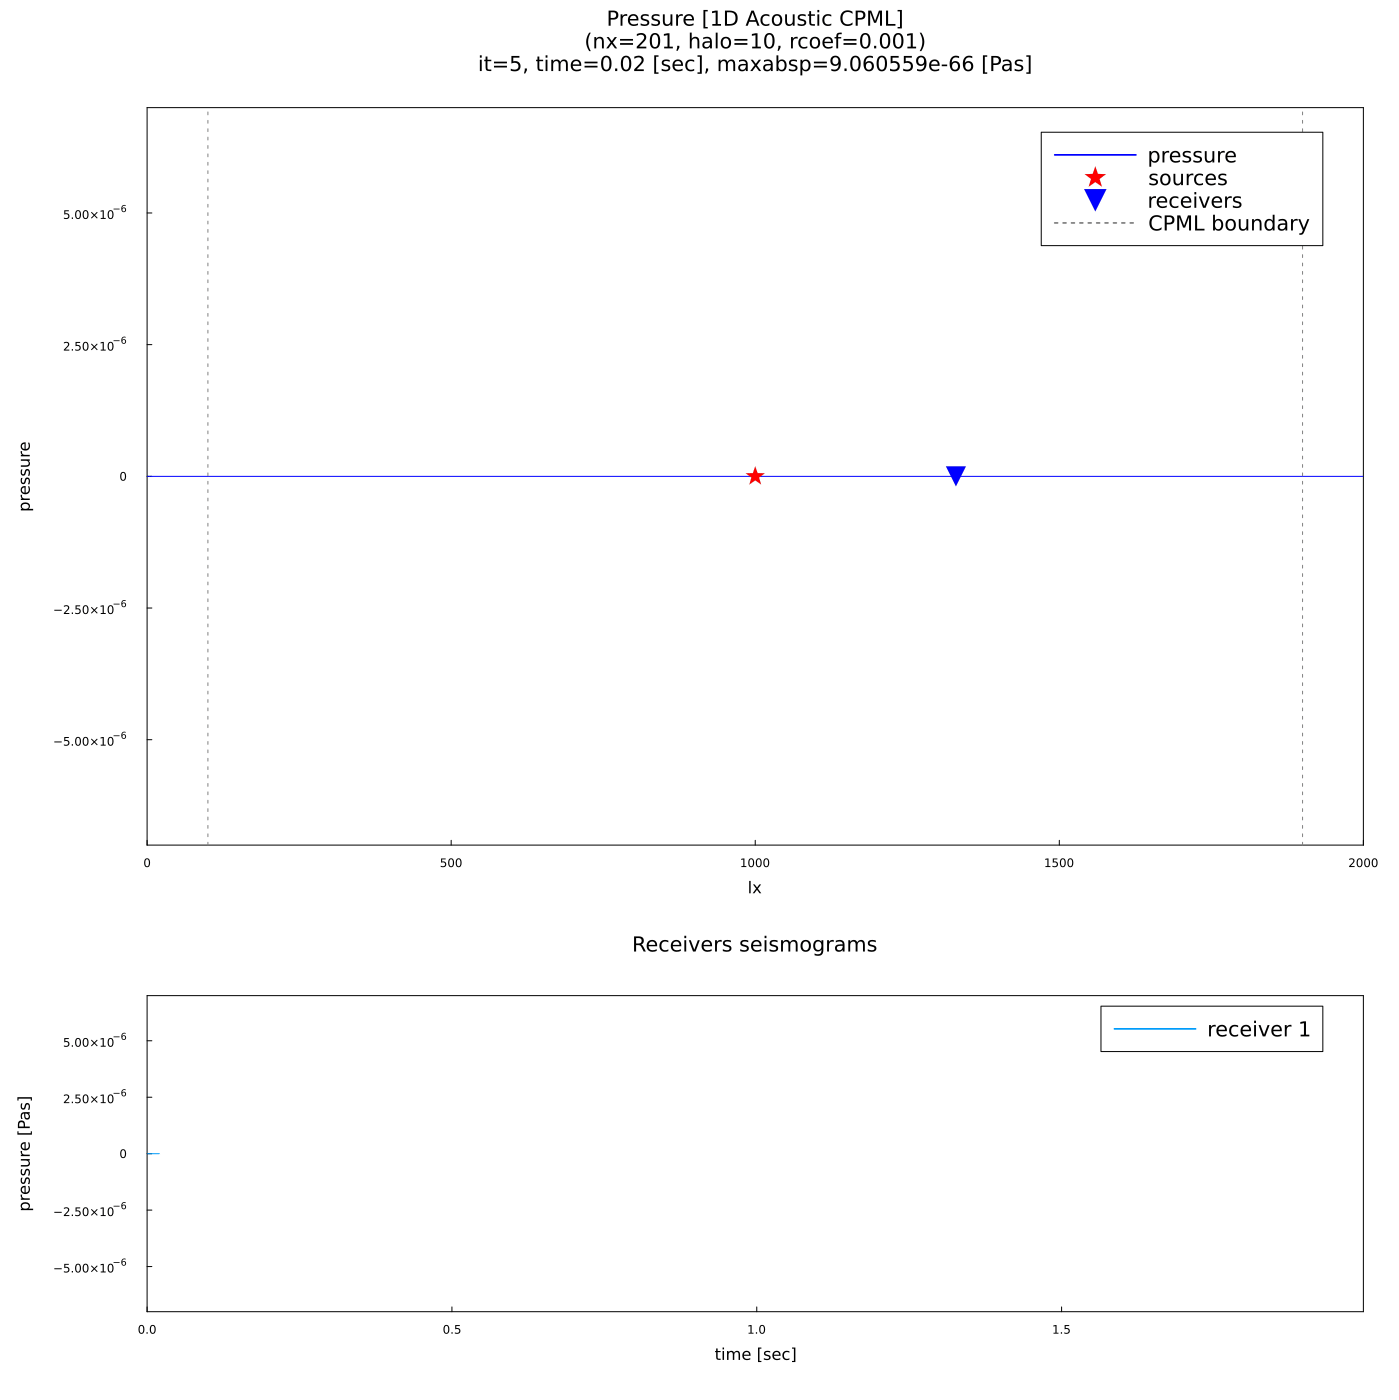 Pressure [1D Acoustic CPML]
(nx=201, halo=10, rcoef=0.001)
it=5, time=0.02 [sec], maxabsp=9.060559e-66 [Pas]
pressure
sources
receivers
CPML boundary
5.00×10⁻⁶
2.50×10⁻⁶
0
−2.50×10⁻⁶
−5.00×10⁻⁶
pressure
0 500 1000 1500 2000
lx
Receivers seismograms
receiver 1
5.00×10⁻⁶
2.50×10⁻⁶
0
−2.50×10⁻⁶
−5.00×10⁻⁶
pressure [Pas]
0.0 0.5 1.0 1.5
time [sec]